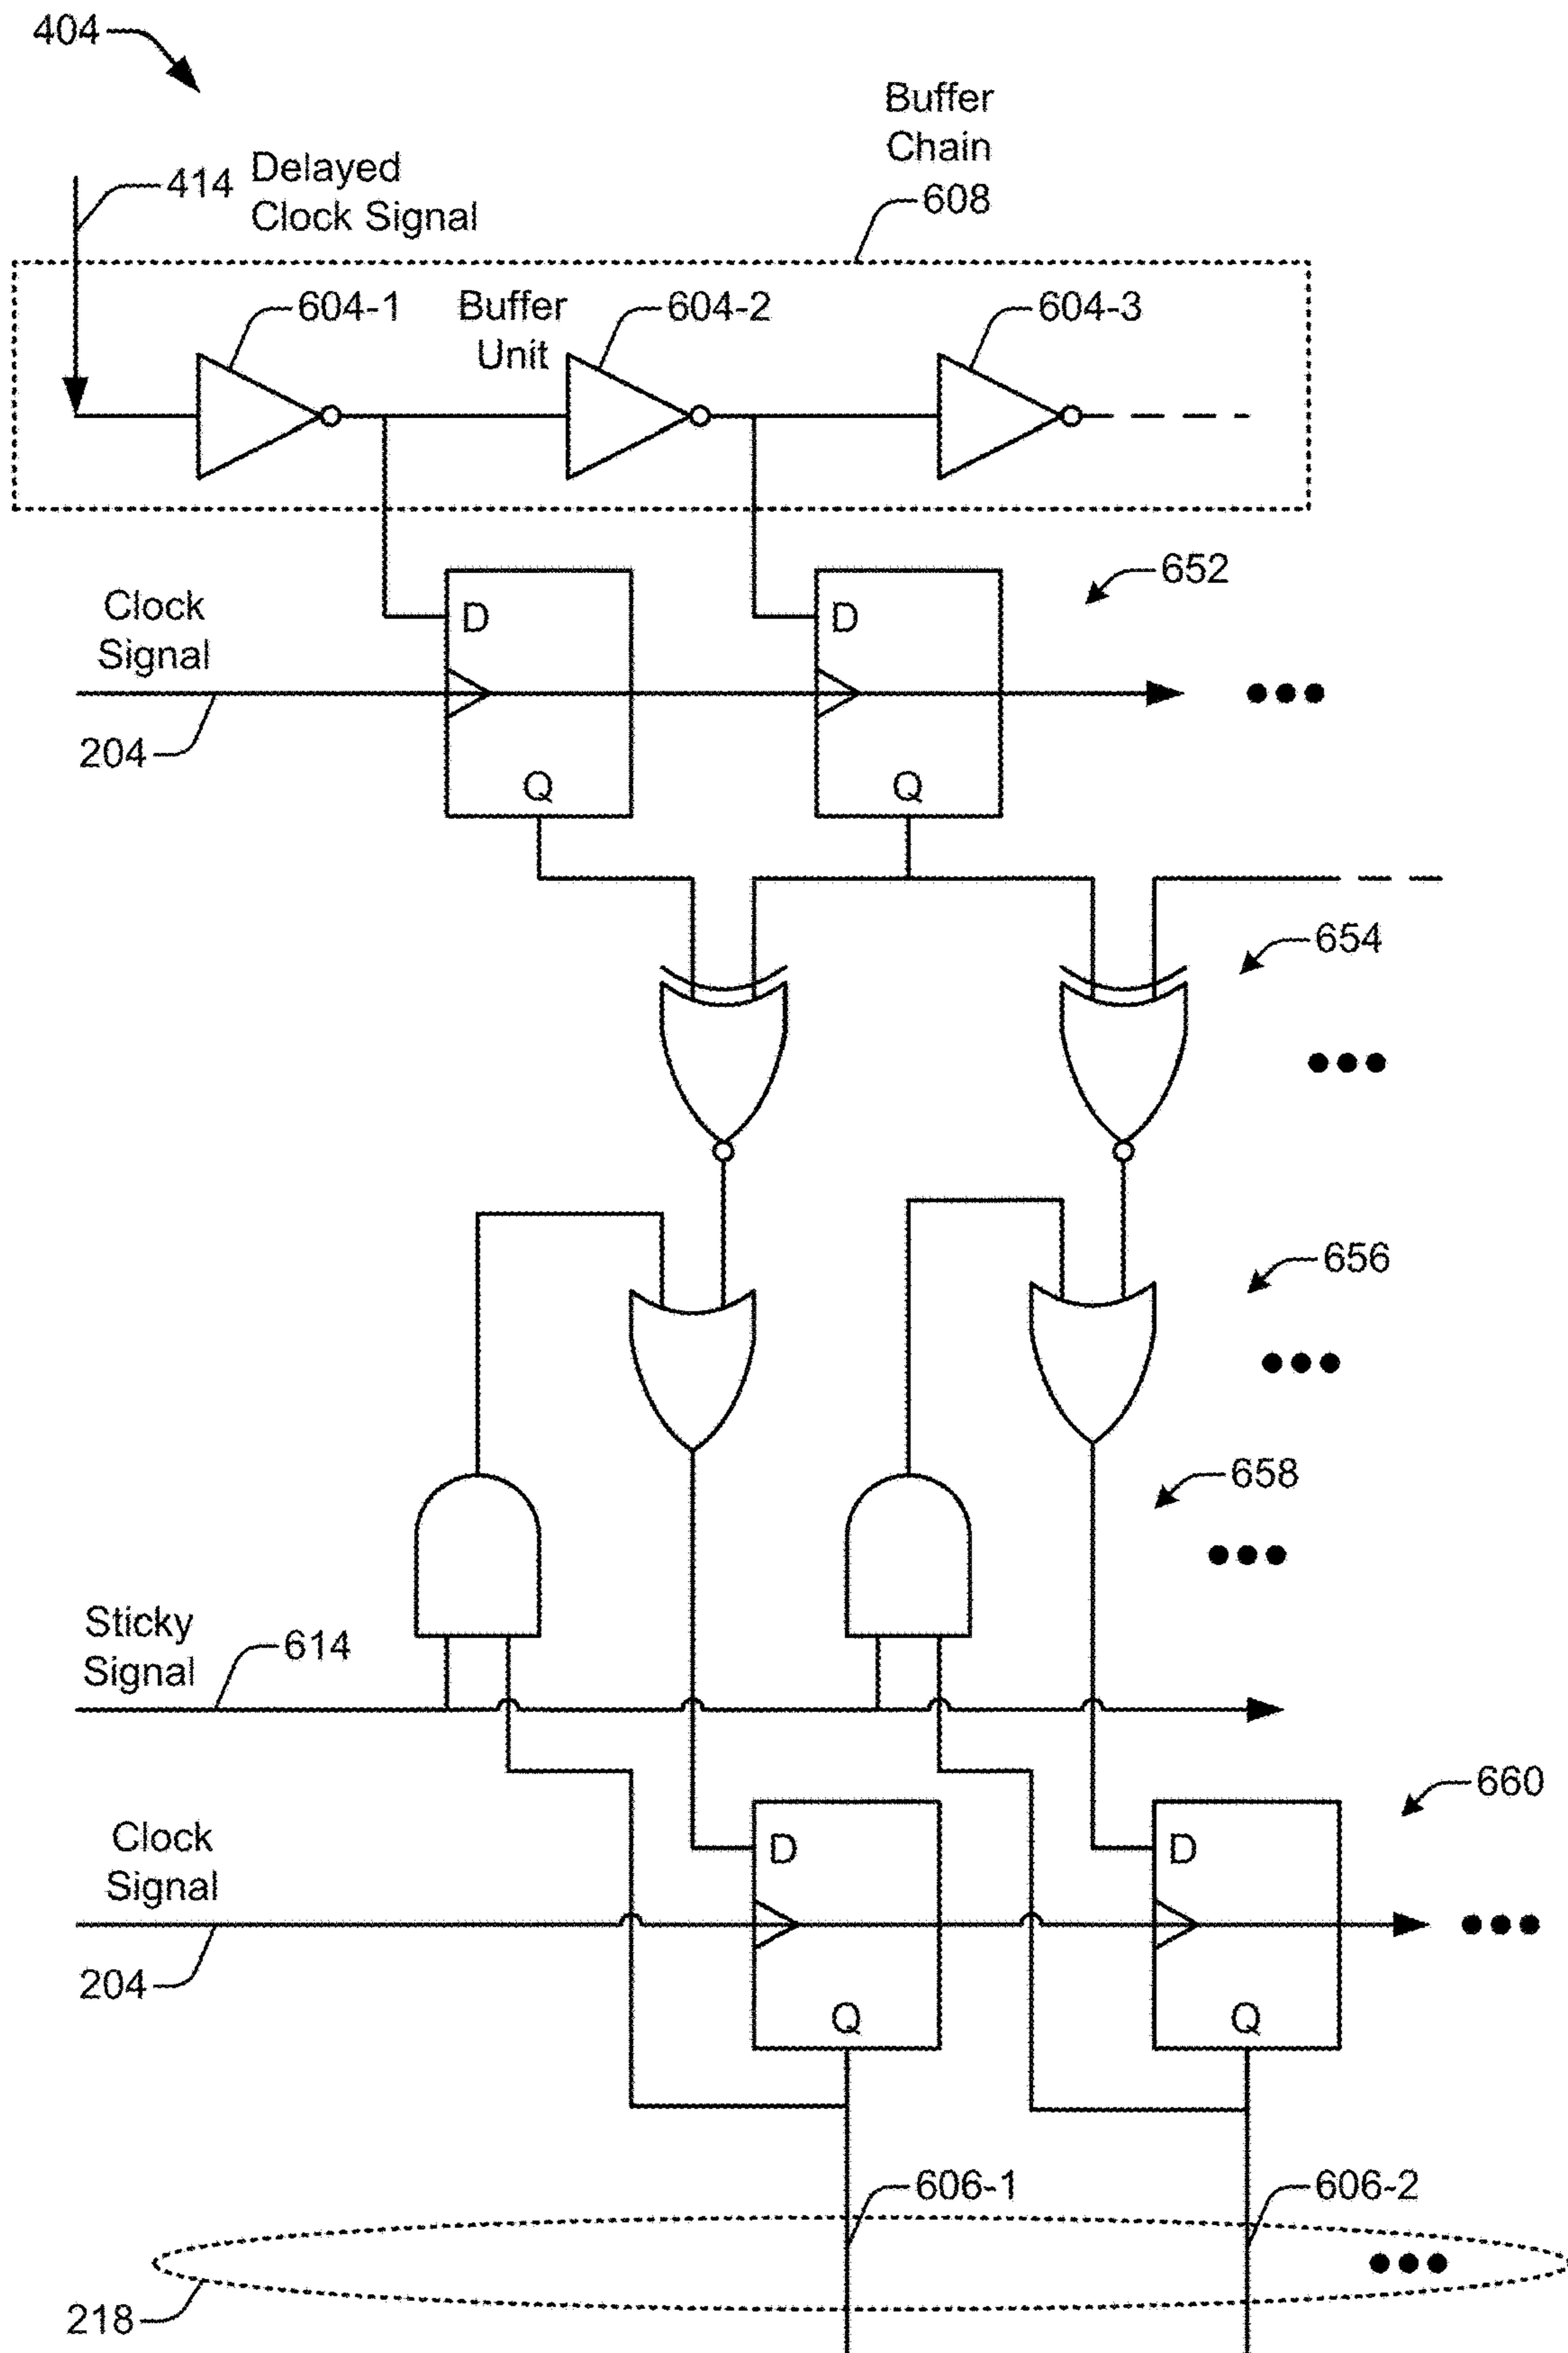 404
Buffer
Chain
608
414
Delayed
Clock Signal
604-1
Buffer
Unit
604-2
604-3
652
Clock
Signal
D
D
204
Q
Q
654
656
658
Sticky
Signal
614
660
Clock
Signal
D
D
204
Q
Q
606-1
606-2
218